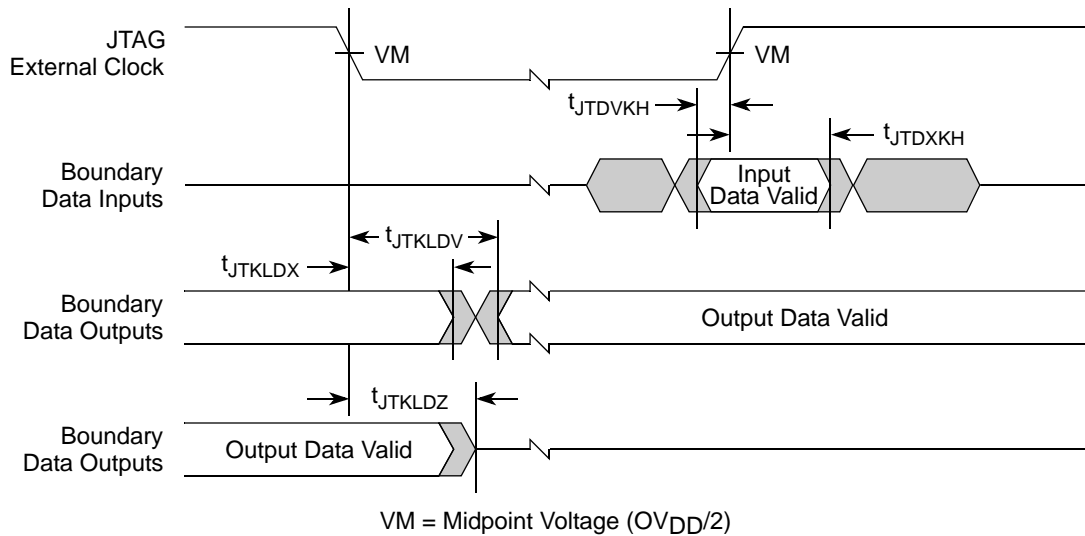 JTAG
External Clock
VM
VM
tJTDVKH
tJTDXKH
Boundary
Data Inputs
Input
Data Valid
tJTKLDV
tJTKLDX
Boundary
Data Outputs
Output Data Valid
tJTKLDZ
Boundary
Data Outputs
Output Data Valid
VM = Midpoint Voltage (OVDD/2)